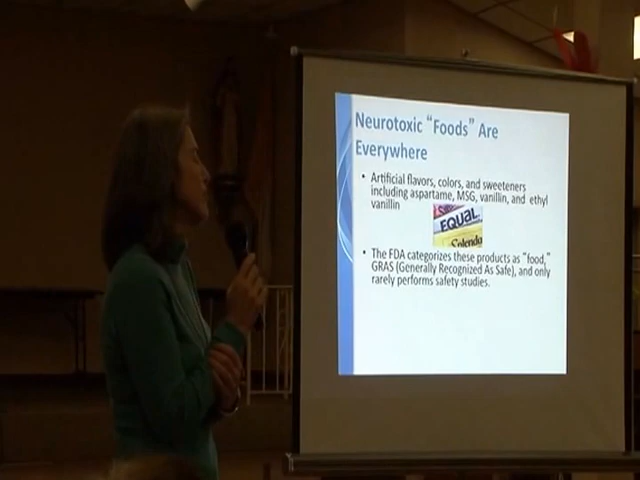 Neurotoxic “Foods” Are
Everywhere
• Artificial flavors, colors, and sweeteners
including aspartame, MSG, vanillin, and ethyl
vanillin
EQUAL
Splenda
• The FDA categorizes these products as “food,”
GRAS (Generally Recognized As Safe), and only
rarely performs safety studies.